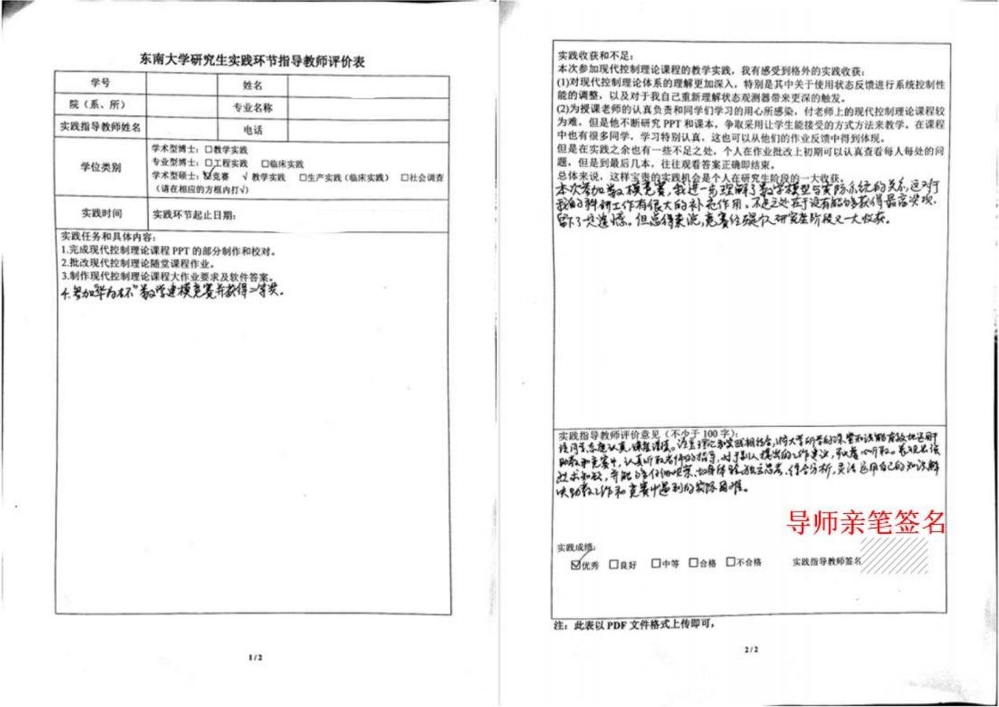 东南大学研究生实践环节指导教师评价表
学号 姓名
院（系、所） 专业名称
实践指导教师姓名 电话
学位类别
学术型博士：□教学实践
专业型博士：□工程实践 □临床实践
学术型硕士：☑竞赛 √ 教学实践 □生产实践（临床实践） □社会调查
（请在相应的方框内打√）
实践时间 实践环节起止日期：
实践任务和具体内容：
1.完成现代控制理论课程 PPT 的部分制作和校对。
2.批改现代控制理论随堂课程作业。
3.制作现代控制理论课程大作业要求及软件答案。
4.参加“华为杯”数学建模竞赛并获得二等奖。
1 / 2
实践收获和不足：
本次参加现代控制理论课程的教学实践，我有感受到格外的实践收获：
(1)对现代控制理论体系的理解更加深入，特别是其中关于使用状态反馈进行系统控制性
能的调整，以及对于我自己重新理解状态观测器带来更深的触发。
(2)为授课老师的认真负责和同学们学习的用心所感染，付老师上的现代控制理论课程较
为难，但是他不断研究 PPT 和课本，争取采用让学生能接受的方式方法来教学。在课程
中也有很多同学，学习特别认真，这也可以从他们的作业反馈中得到体现。
但是在实践之余也有一些不足之处，个人在作业批改上初期可以认真查看每人每处的问
题，但是到最后几本，往往观看答案正确即结束。
总体来说，这样宝贵的实践机会是个人在研究生阶段的一大收获。
本次参加数模竞赛，我进一步理解了数学模型与实际系统的关系，这对于
我的科研工作有很大的补充作用。不足之处在于没有能够获得最高奖项，
留下了些遗憾。但总得来说，竞赛经历是个人研究生阶段又一大收获。
实践指导教师评价意见（不少于 100 字）：
该同学态度认真，谦虚谨慎。注重理论和实践相结合，将大学所学的课堂知识能有效地运用
助教和竞赛中，认真听取老师的指导，对于别人提出的工作建议，可以虚心听取。表现出强
烈求知欲，并能够仔细观察、切身体验、独立思考、综合分析，灵活运用自己的知识解
决助教工作和竞赛中遇到的实际困难。
导师亲笔签名
实践成绩：
☑优秀 □良好 □中等 □合格 □不合格 实践指导教师签名
注：此表以 PDF 文件格式上传即可，
2 / 2